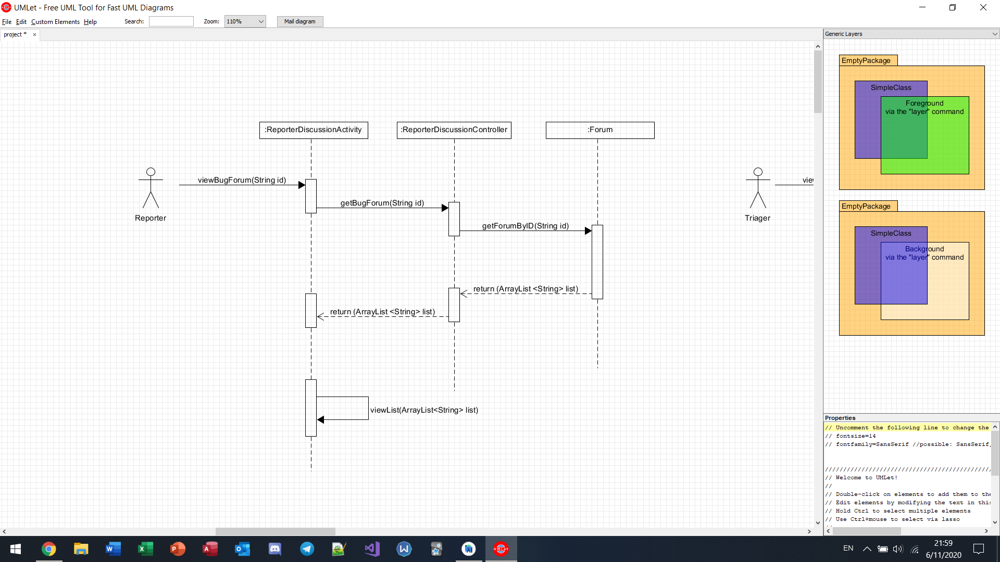 UMLet - Free UML Tool for Fast UML Diagrams
File Edit Custom Elements Help Search: Zoom: 110% Mail diagram
project *
Generic Layers
:ReporterDiscussionActivity
:ReporterDiscussionController
:Forum
viewBugForum(String id)
Reporter
getBugForum(String id)
getForumByID(String id)
return (ArrayList <String> list)
return (ArrayList <String> list)
viewList(ArrayList<String> list)
view
Triager
EmptyPackage
SimpleClass
Foreground
via the "layer" command
EmptyPackage
SimpleClass
Background
via the "layer" command
Properties
// Uncomment the following line to change the
// fontsize=14
// fontfamily=SansSerif //possible: SansSerif,
//////////////////////////////////////////////
// Welcome to UMLet!
//
// Double-click on elements to add them to the
// Edit elements by modifying the text in this
// Hold Ctrl to select multiple elements
// Use Ctrl+mouse to select via lasso
UMLet
EN
21:59
6/11/2020